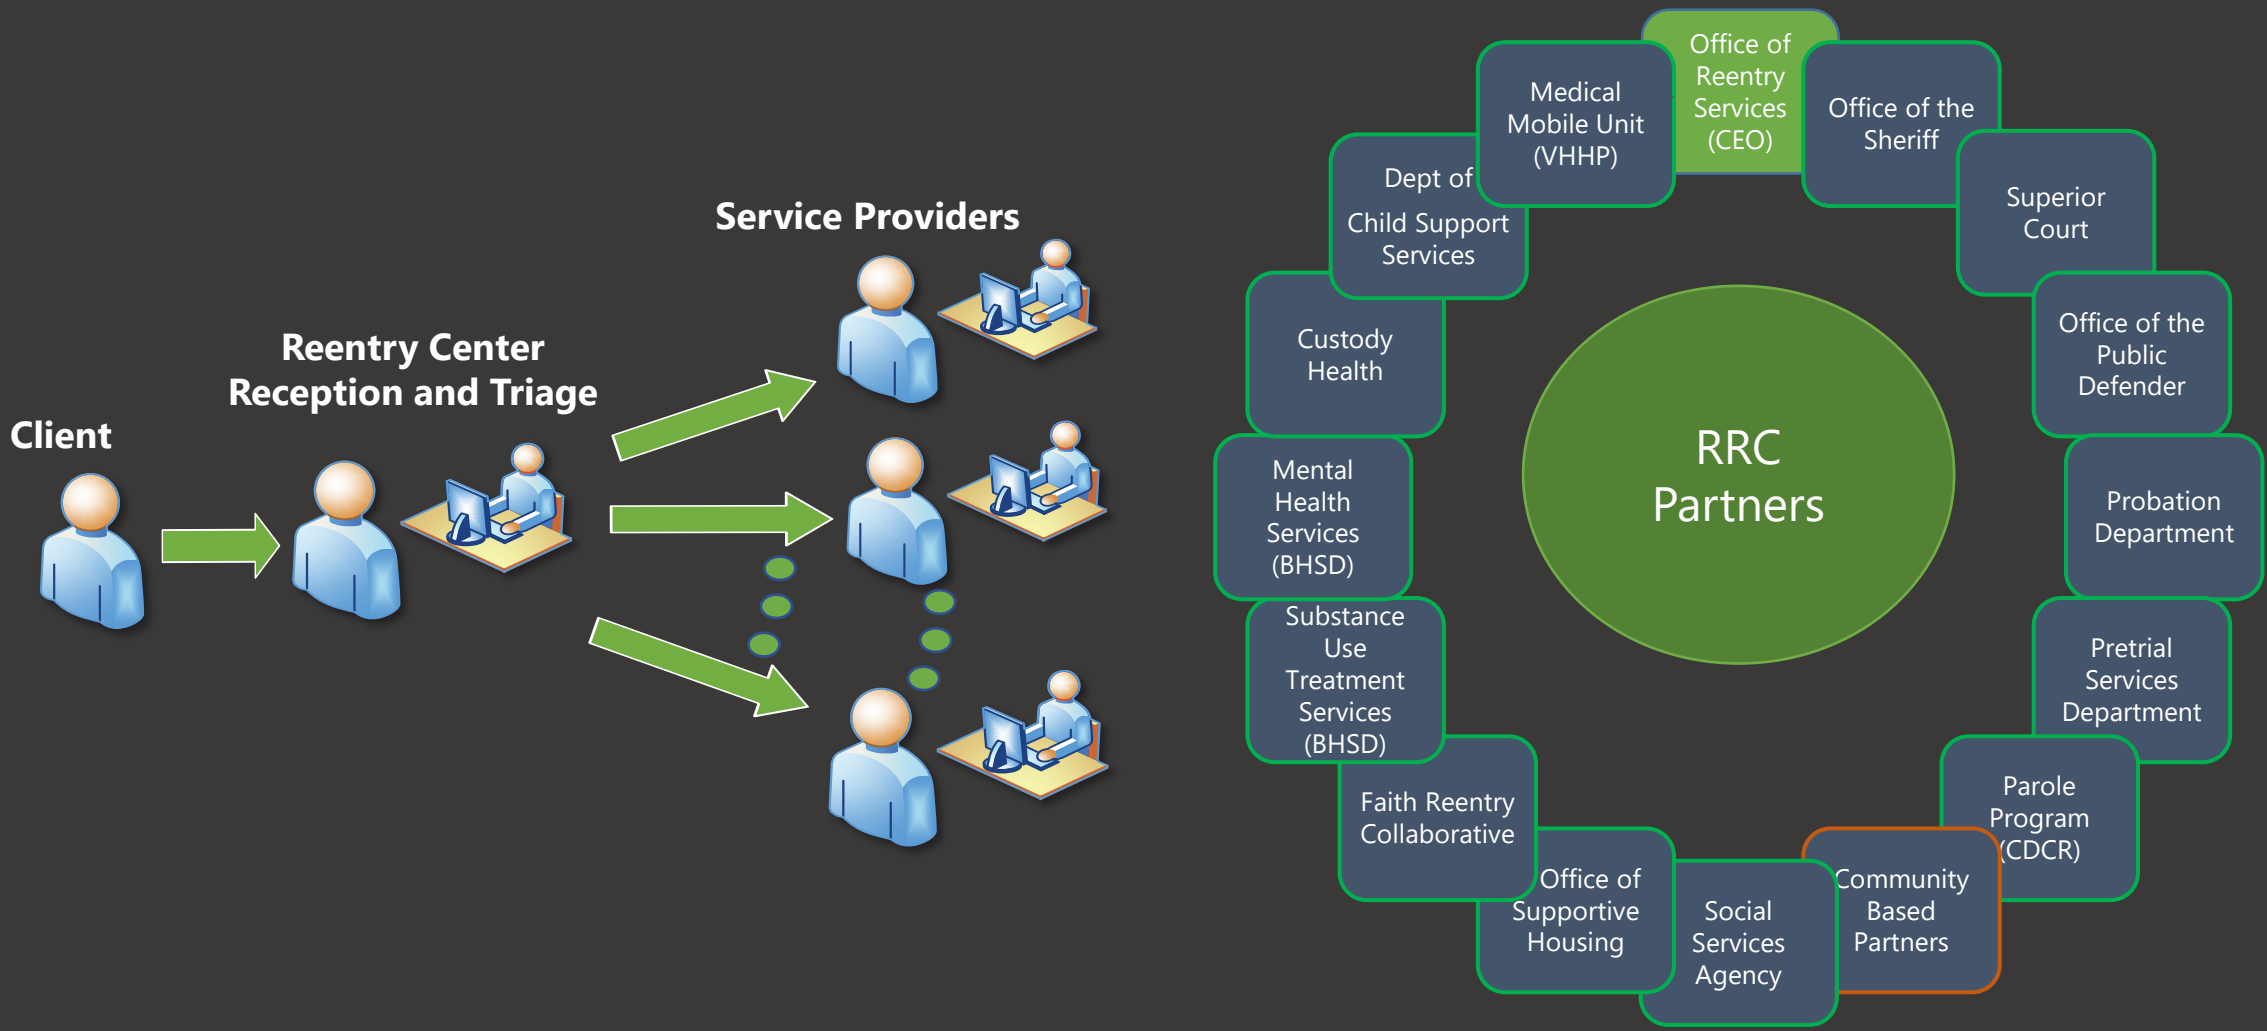 Client
Reentry Center
Reception and Triage
Service Providers
RRC
Partners
Office of
Reentry
Services
(CEO)
Office of the
Sheriff
Superior
Court
Office of the
Public
Defender
Probation
Department
Pretrial
Services
Department
Parole
Program
(CDCR)
Community
Based
Partners
Social
Services
Agency
Office of
Supportive
Housing
Faith Reentry
Collaborative
Substance
Use
Treatment
Services
(BHSD)
Mental
Health
Services
(BHSD)
Custody
Health
Dept of
Child Support
Services
Medical
Mobile Unit
(VHHP)